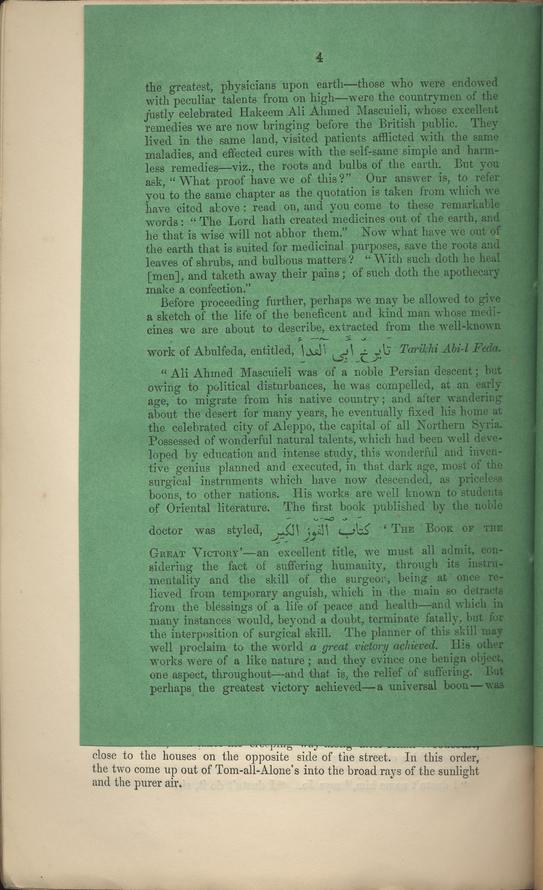 4
the greatest, physicians upon earth—those who were endowed
with peculiar talents from on high—were the countrymen of the
justly celebrated Hakeem Ali Ahmed Mascuieli, whose excellent
remedies we are now bringing before the British public. They
lived in the same land, visited patients afflicted with the same
maladies, and effected cures with the self-same simple and harm-
less remedies—viz., the roots and bulbs of the earth. But you
ask, “ What proof have we of this?” Our answer is, to refer
you to the same chapter as the quotation is taken from which we
have cited above : read on, and you come to these remarkable
words : “ The Lord hath created medicines out of the earth, and
he that is wise will not abhor them.” Now what have we out of
the earth that is suited for medicinal purposes, save the roots and
leaves of shrubs, and bulbous matters ? “ With such doth he heal
[men], and taketh away their pains ; of such doth the apothecary
make a confection.”
Before proceeding further, perhaps we may be allowed to give
a sketch of the life of the beneficent and kind man whose medi-
cines we are about to describe, extracted from the well-known
work of Abulfeda, entitled, Tarikhi Abi-l Feda.
“ Ali Ahmed Mascuieli was of a noble Persian descent ; but
owing to political disturbances, he was compelled, at an early
age, to migrate from his native country ; and after wandering
about the desert for many years, he eventually fixed his home at
the celebrated city of Aleppo, the capital of all Northern Syria.
Possessed of wonderful natural talents, which had been well deve-
loped by education and intense study, this wonderful and inven-
tive genius planned and executed, in that dark age, most of the
surgical instruments which have now descended, as priceless
boons, to other nations. His works are well known to students
of Oriental literature. The first book published by the noble
doctor was styled, كتاب الفوز الكبير ‘ THE BOOK OF THE
GREAT VICTORY’—an excellent title, we must all admit, con-
sidering the fact of suffering humanity, through its instru-
mentality and the skill of the surgeon, being at once re-
lieved from temporary anguish, which in the main so detracts
from the blessings of a life of peace and health—and which in
many instances would, beyond a doubt, terminate fatally, but for
the interposition of surgical skill. The planner of this skill may
well proclaim to the world a great victory achieved. His other
works were of a like nature ; and they evince one benign object,
one aspect, throughout—and that is, the relief of suffering. But
perhaps the greatest victory achieved—a universal boon—was
close to the houses on the opposite side of the street. In this order,
the two come up out of Tom-all-Alone’s into the broad rays of the sunlight
and the purer air.